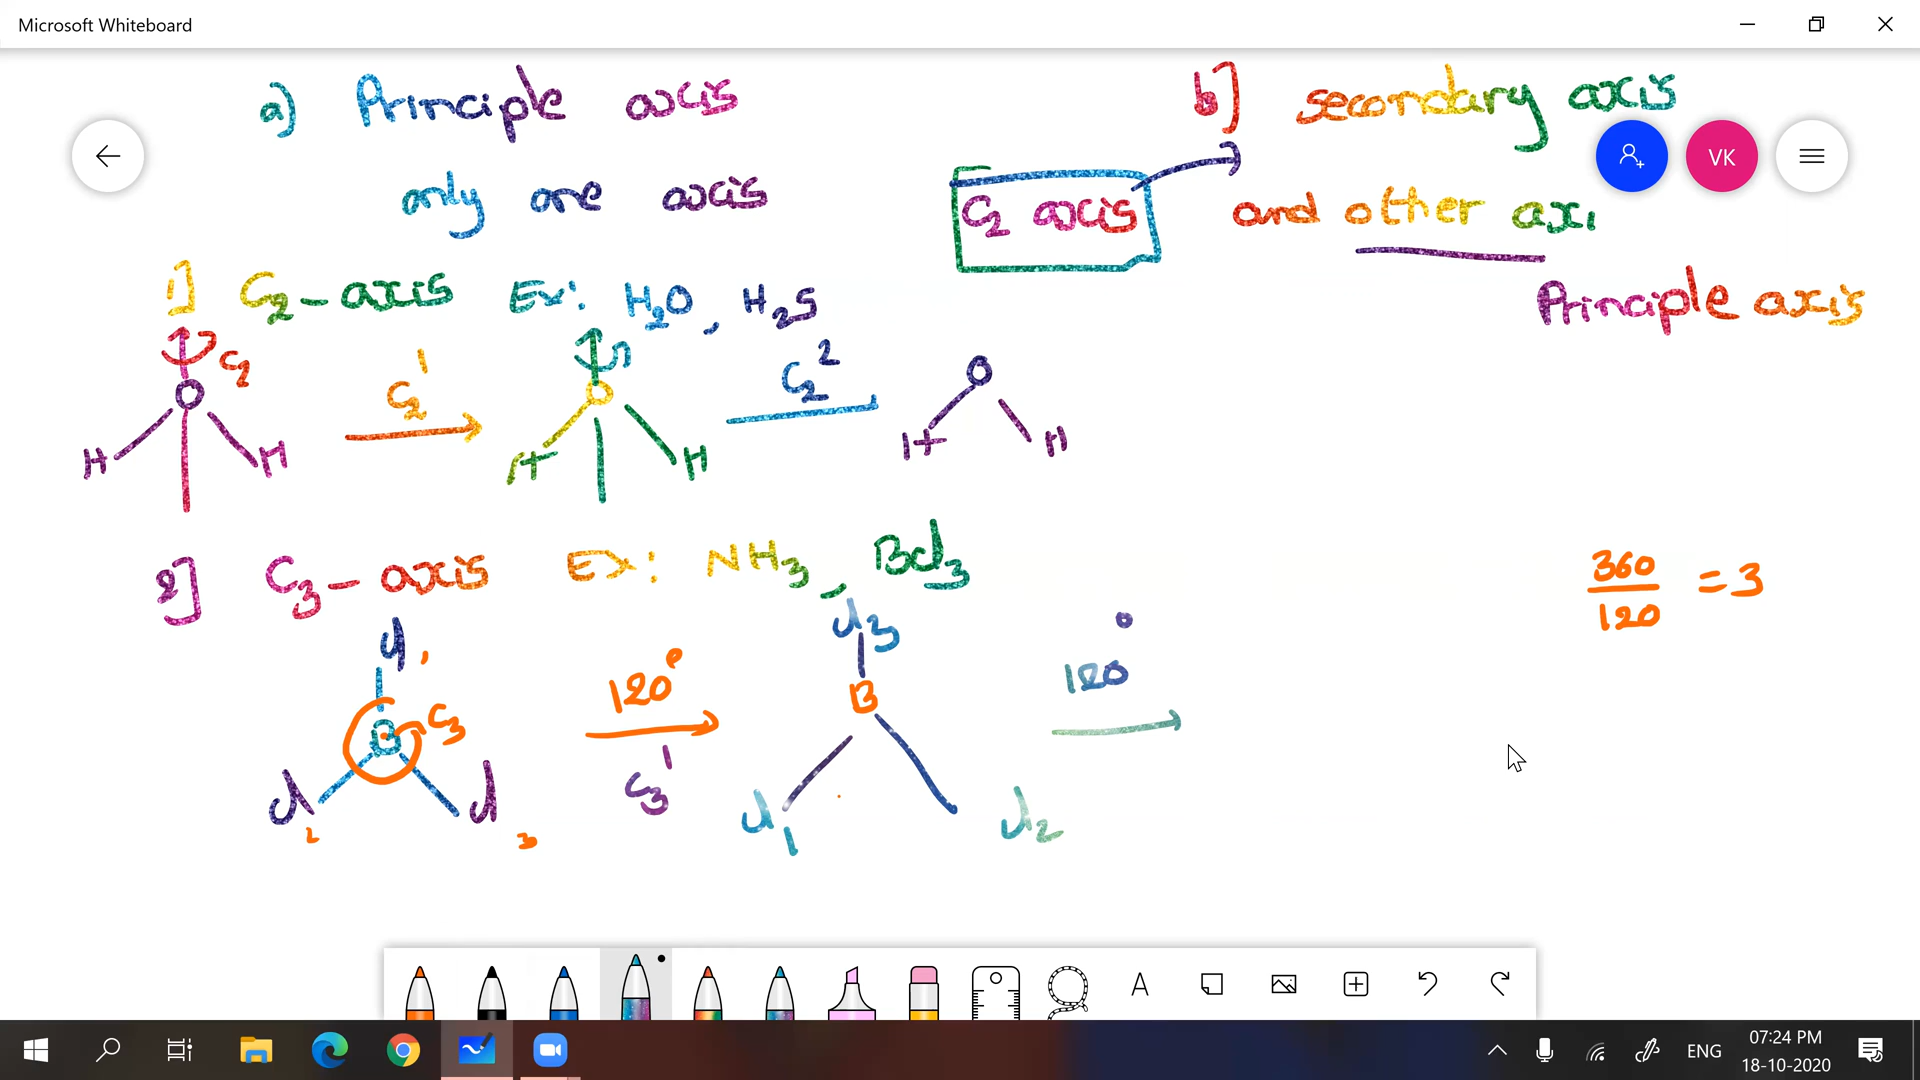 Microsoft Whiteboard
a) Principle axis
only one axis
b] secondary axis
C2 axis and other axi
Principle axis
VK
1] C2 - axis Ex: H2O, H2S
C2
O
H H
C2^1
O
H H
C2^2
O
H H
2] C3 - axis Ex: NH3, BCl3
360/120 = 3
Cl1
B C3
Cl2 Cl3
120°
C3^1
Cl3
B
Cl1 Cl2
120°
A
ENG
07:24 PM
18-10-2020